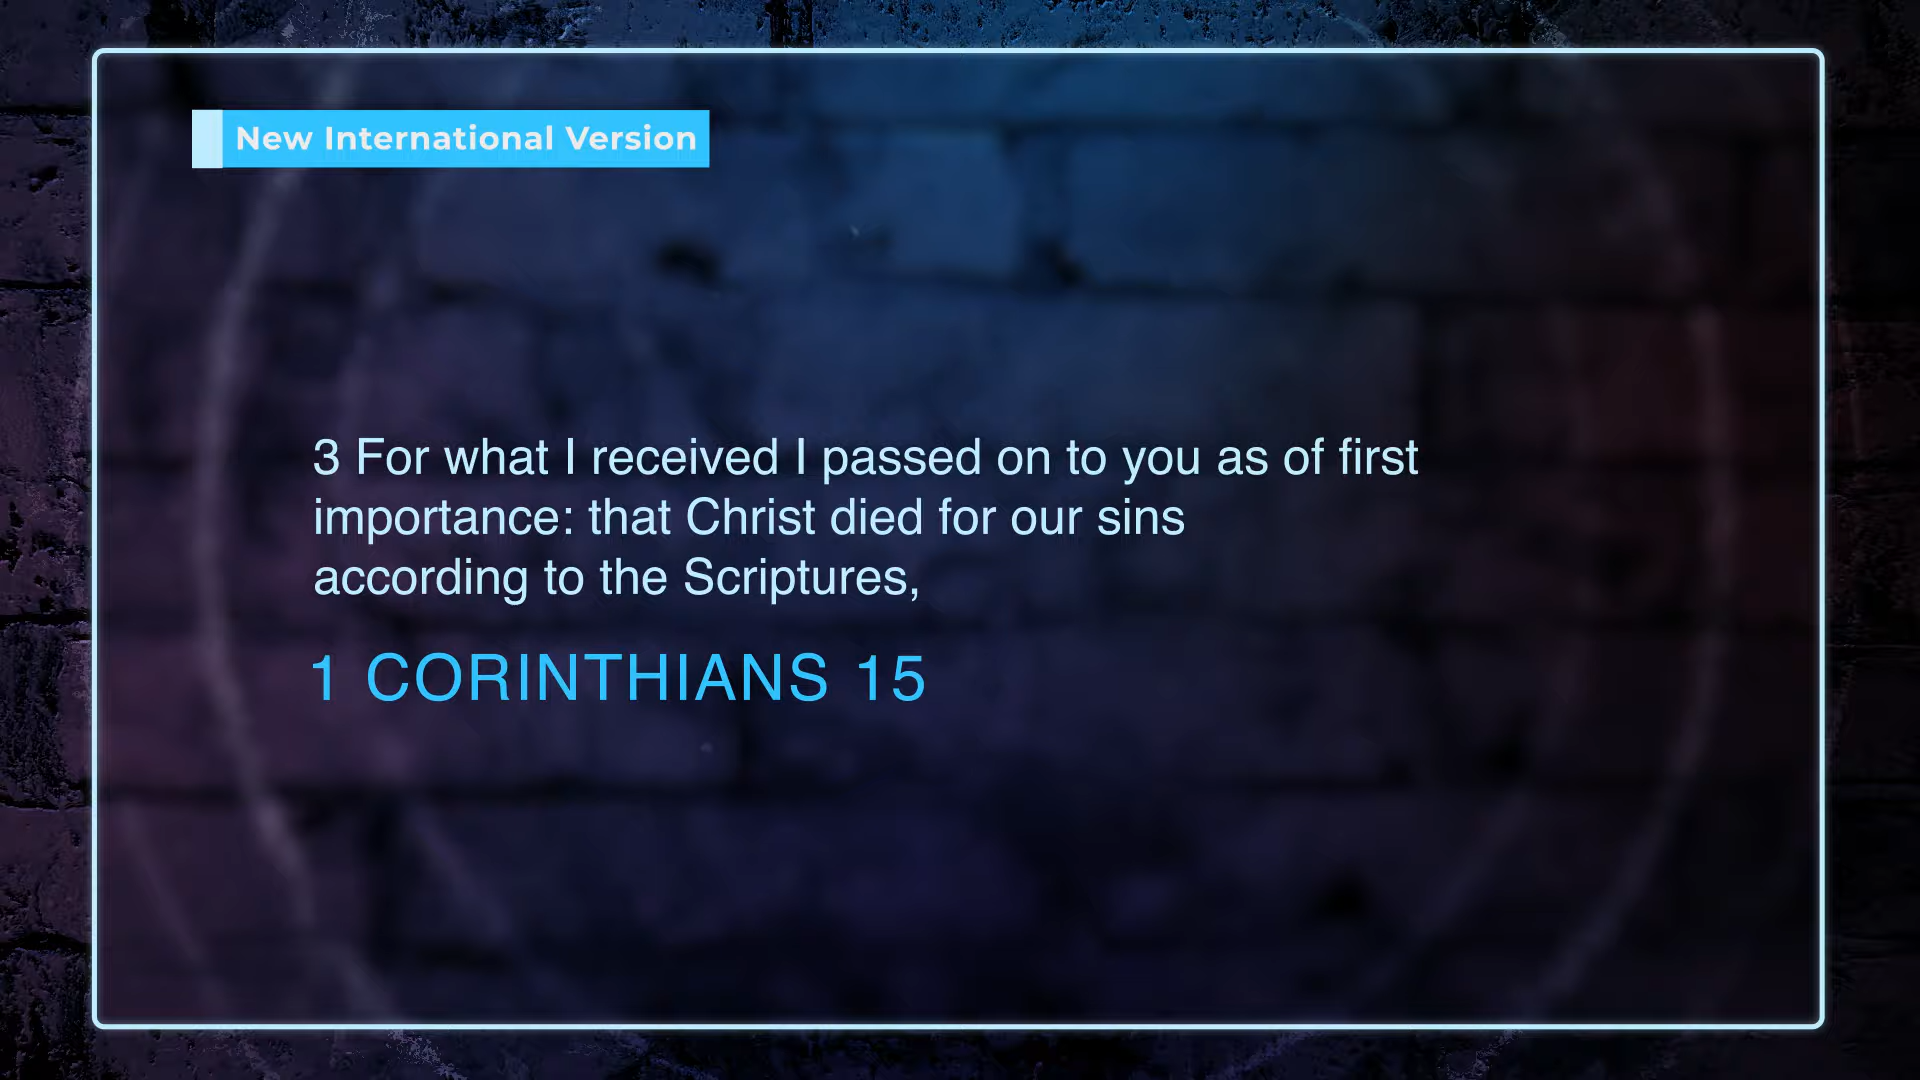 New International Version
3 For what I received I passed on to you as of first
importance: that Christ died for our sins
according to the Scriptures,
1 CORINTHIANS 15